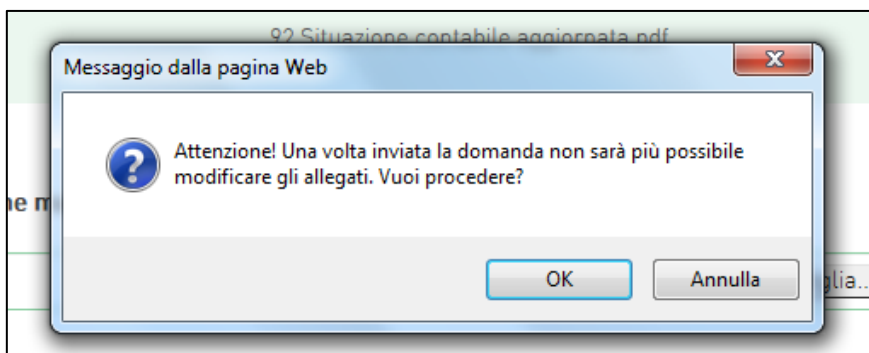 92 Situazione contabile aggiornata.pdf
Messaggio dalla pagina Web
Attenzione! Una volta inviata la domanda non sarà più possibile
modificare gli allegati. Vuoi procedere?
OK
Annulla